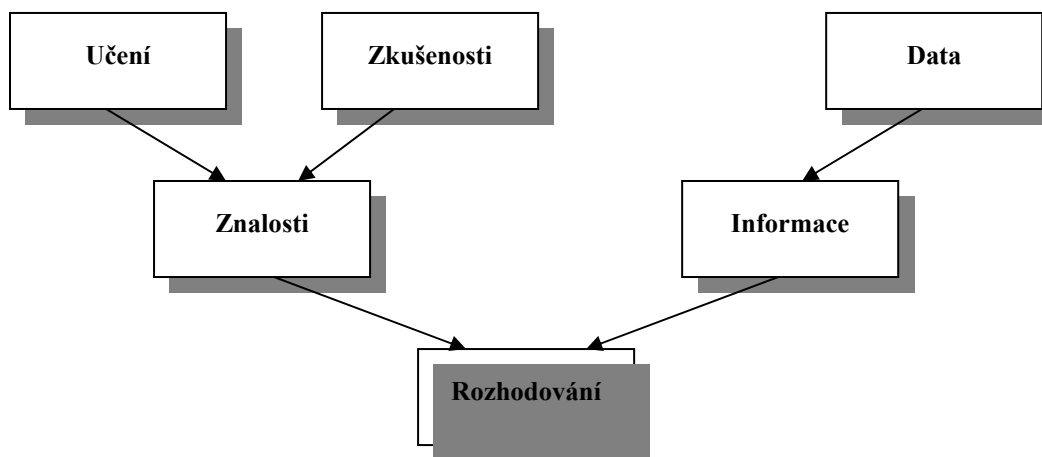 Učení
Zkušenosti
Data
Znalosti
Informace
Rozhodování